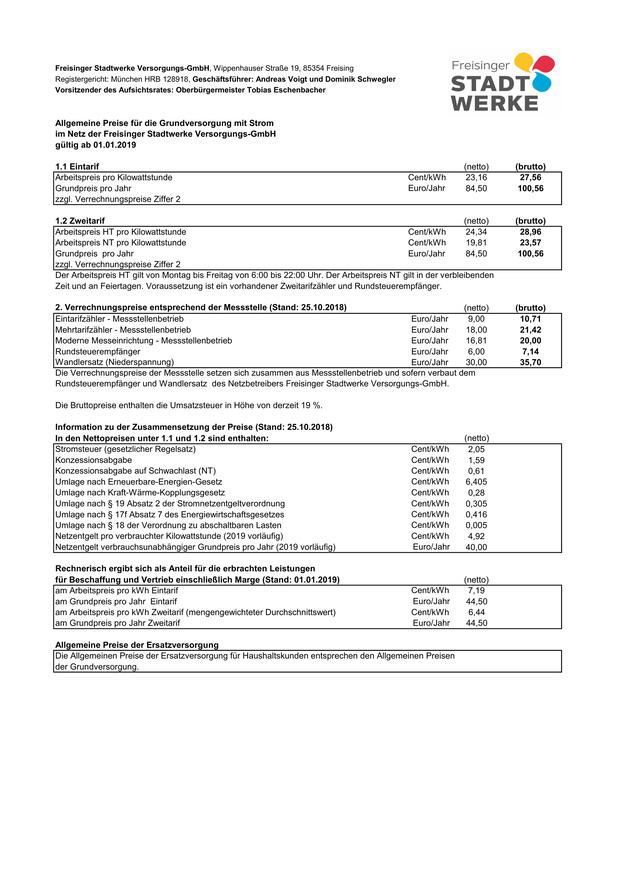 Freisinger Stadtwerke Versorgungs-GmbH, Wippenhauser Straße 19, 85354 Freising
Registergericht: München HRB 128918, Geschäftsführer: Andreas Voigt und Dominik Schwegler
Vorsitzender des Aufsichtsrates: Oberbürgermeister Tobias Eschenbacher
Freisinger
STADT
WERKE
Allgemeine Preise für die Grundversorgung mit Strom
im Netz der Freisinger Stadtwerke Versorgungs-GmbH
gültig ab 01.01.2019
1.1 Eintarif (netto) (brutto)
Arbeitspreis pro Kilowattstunde Cent/kWh 23,16 27,56
Grundpreis pro Jahr Euro/Jahr 84,50 100,56
zzgl. Verrechnungspreise Ziffer 2
1.2 Zweitarif (netto) (brutto)
Arbeitspreis HT pro Kilowattstunde Cent/kWh 24,34 28,96
Arbeitspreis NT pro Kilowattstunde Cent/kWh 19,81 23,57
Grundpreis pro Jahr Euro/Jahr 84,50 100,56
zzgl. Verrechnungspreise Ziffer 2
Der Arbeitspreis HT gilt von Montag bis Freitag von 6:00 bis 22:00 Uhr. Der Arbeitspreis NT gilt in der verbleibenden
Zeit und an Feiertagen. Voraussetzung ist ein vorhandener Zweitarifzähler und Rundsteuerempfänger.
2. Verrechnungspreise entsprechend der Messstelle (Stand: 25.10.2018) (netto) (brutto)
Eintarifzähler - Messstellenbetrieb Euro/Jahr 9,00 10,71
Mehrtarifzähler - Messstellenbetrieb Euro/Jahr 18,00 21,42
Moderne Messeinrichtung - Messstellenbetrieb Euro/Jahr 16,81 20,00
Rundsteuerempfänger Euro/Jahr 6,00 7,14
Wandlersatz (Niederspannung) Euro/Jahr 30,00 35,70
Die Verrechnungspreise der Messstelle setzen sich zusammen aus Messstellenbetrieb und sofern verbaut dem
Rundsteuerempfänger und Wandlersatz des Netzbetreibers Freisinger Stadtwerke Versorgungs-GmbH.
Die Bruttopreise enthalten die Umsatzsteuer in Höhe von derzeit 19 %.
Information zu der Zusammensetzung der Preise (Stand: 25.10.2018)
In den Nettopreisen unter 1.1 und 1.2 sind enthalten: (netto)
Stromsteuer (gesetzlicher Regelsatz) Cent/kWh 2,05
Konzessionsabgabe Cent/kWh 1,59
Konzessionsabgabe auf Schwachlast (NT) Cent/kWh 0,61
Umlage nach Erneuerbare-Energien-Gesetz Cent/kWh 6,405
Umlage nach Kraft-Wärme-Kopplungsgesetz Cent/kWh 0,28
Umlage nach § 19 Absatz 2 der Stromnetzentgeltverordnung Cent/kWh 0,305
Umlage nach § 17f Absatz 7 des Energiewirtschaftsgesetzes Cent/kWh 0,416
Umlage nach § 18 der Verordnung zu abschaltbaren Lasten Cent/kWh 0,005
Netzentgelt pro verbrauchter Kilowattstunde (2019 vorläufig) Cent/kWh 4,92
Netzentgelt verbrauchsunabhängiger Grundpreis pro Jahr (2019 vorläufig) Euro/Jahr 40,00
Rechnerisch ergibt sich als Anteil für die erbrachten Leistungen
für Beschaffung und Vertrieb einschließlich Marge (Stand: 01.01.2019) (netto)
am Arbeitspreis pro kWh Eintarif Cent/kWh 7,19
am Grundpreis pro Jahr Eintarif Euro/Jahr 44,50
am Arbeitspreis pro kWh Zweitarif (mengengewichteter Durchschnittswert) Cent/kWh 6,44
am Grundpreis pro Jahr Zweitarif Euro/Jahr 44,50
Allgemeine Preise der Ersatzversorgung
Die Allgemeinen Preise der Ersatzversorgung für Haushaltskunden entsprechen den Allgemeinen Preisen
der Grundversorgung.